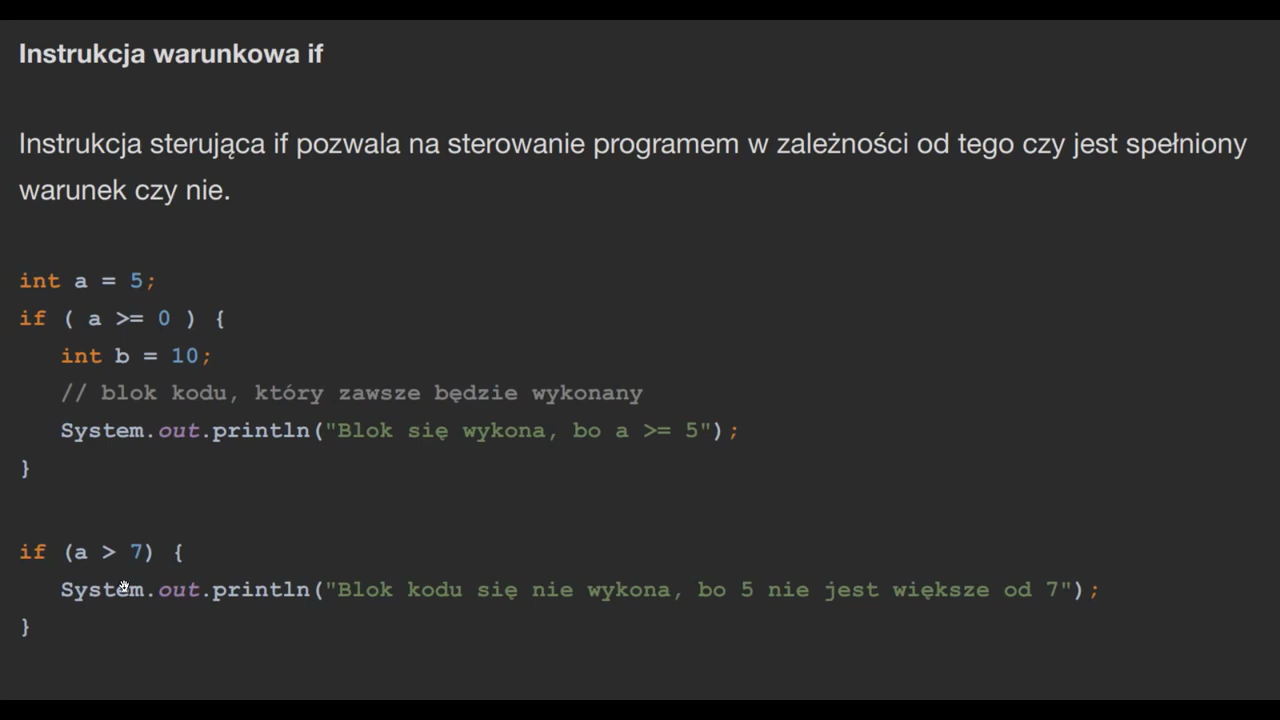 Instrukcja warunkowa if
Instrukcja sterująca if pozwala na sterowanie programem w zależności od tego czy jest spełniony
warunek czy nie.
int a = 5;
if ( a >= 0 ) {
   int b = 10;
   // blok kodu, który zawsze będzie wykonany
   System.out.println("Blok się wykona, bo a >= 5");
}
if (a > 7) {
   System.out.println("Blok kodu się nie wykona, bo 5 nie jest większe od 7");
}